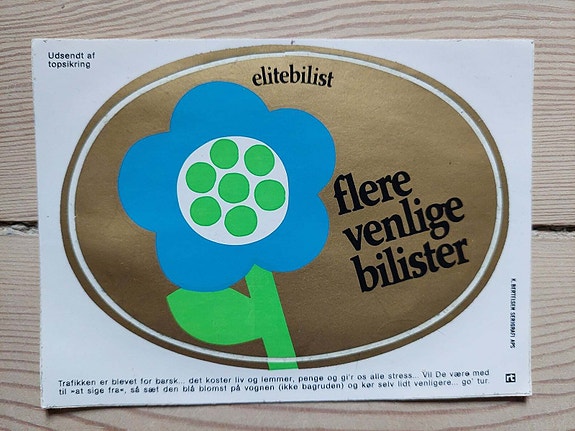 Udsendt af
topsikring
elitebilist
flere
venlige
bilister
K. BERTELSEN SERIGRAFI APS
Trafikken er blevet for barsk... det koster liv og lemmer, penge og gi'r os alle stress... Vil De være med
til »at sige fra«, så sæt den blå blomst på vognen (ikke bagruden) og kør selv lidt venligere... go' tur.